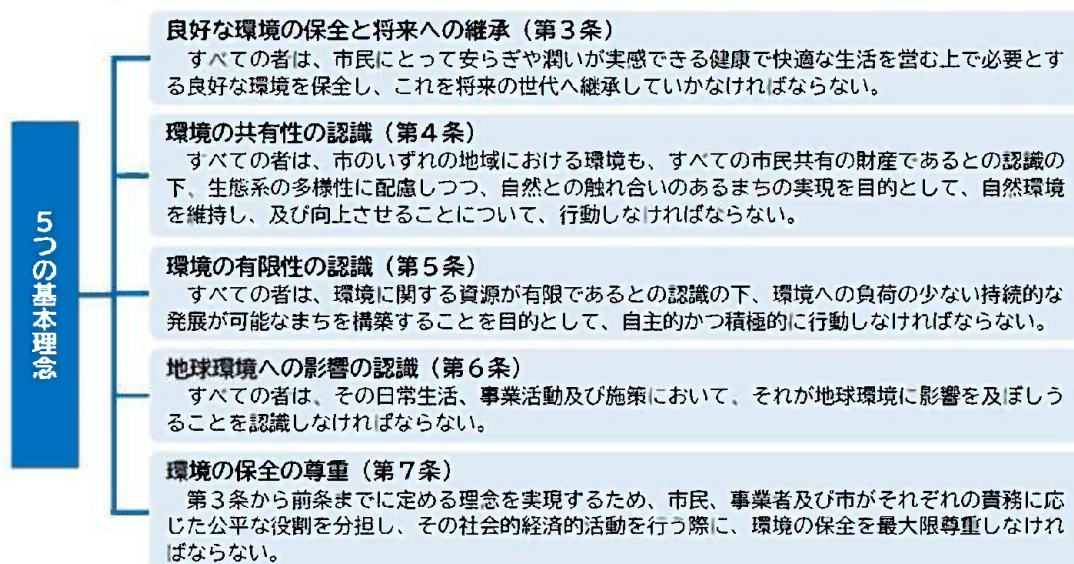 5つの基本理念
良好な環境の保全と将来への継承(第3条)
すべての者は、市民にとって安らぎや潤いが実感できる健康で快適な生活を営む上で必要とす
る良好な環境を保全し、これを将来の世代へ継承していかなければならない。
環境の共有性の認識(第4条)
すべての者は、市のいずれの地域における環境も、すべての市民共有の財産であるとの認識の
下、生態系の多様性に配慮しつつ、自然との触れ合いのあるまちの実現を目的として、自然環境
を維持し、及び向上させることについて、行動しなければならない。
環境の有限性の認識(第5条)
すべての者は、環境に関する資源が有限であるとの認識の下、環境への負荷の少ない持続的な
発展が可能なまちを構築することを目的として、自主的かつ積極的に行動しなければならない。
地球環境への影響の認識(第6条)
すべての者は、その日常生活、事業活動及び施策において、それが地球環境に影響を及ぼしう
ることを認識しなければならない。
環境の保全の尊重(第7条)
第3条から前条までに定める理念を実現するため、市民、事業者及び市がそれぞれの責務に応
じた公平な役割を分担し、その社会的経済的活動を行う際に、環境の保全を最大限尊重しなけれ
ばならない。